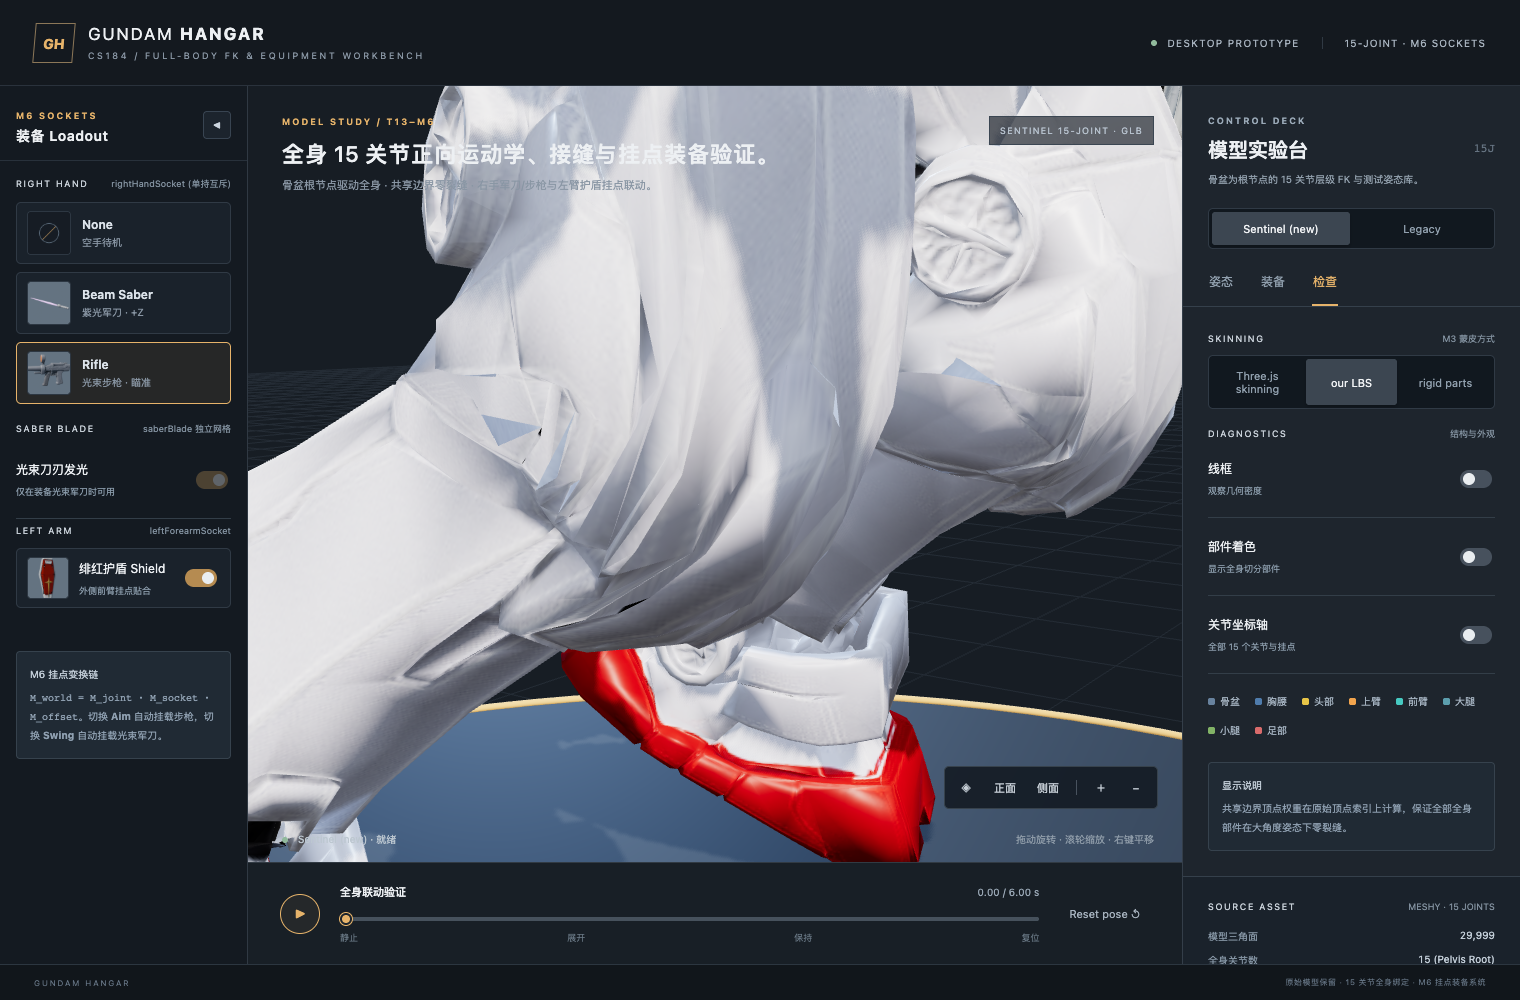 GH
GUNDAM HANGAR
CS184 / FULL-BODY FK & EQUIPMENT WORKBENCH
DESKTOP PROTOTYPE
15-JOINT · M6 SOCKETS
M6 SOCKETS
装备 Loadout
RIGHT HAND
rightHandSocket (单持互斥)
None
空手待机
Beam Saber
紫光军刀 · +Z
Rifle
光束步枪 · 瞄准
SABER BLADE
saberBlade 独立网格
光束刀刃发光
仅在装备光束军刀时可用
LEFT ARM
leftForearmSocket
绯红护盾 Shield
外侧前臂挂点贴合
M6 挂点变换链
M_world = M_joint · M_socket ·
M_offset。切换 Aim 自动挂载步枪，切
换 Swing 自动挂载光束军刀。
MODEL STUDY / T13–M6
全身 15 关节正向运动学、接缝与挂点装备验证。
骨盆根节点驱动全身 · 共享边界零裂缝 · 右手军刀/步枪与左臂护盾挂点联动。
SENTINEL 15-JOINT · GLB
正面
侧面
+
−
· 就绪
拖动旋转 · 滚轮缩放 · 右键平移
全身联动验证
0.00 / 6.00 s
静止
展开
保持
复位
Reset pose
CONTROL DECK
模型实验台
15J
骨盆为根节点的 15 关节层级 FK 与测试姿态库。
Sentinel (new)
Legacy
姿态
装备
检查
SKINNING
M3 蒙皮方式
Three.js
skinning
our LBS
rigid parts
DIAGNOSTICS
结构与外观
线框
观察几何密度
部件着色
显示全身切分部件
关节坐标轴
全部 15 个关节与挂点
骨盆
胸腰
头部
上臂
前臂
大腿
小腿
足部
显示说明
共享边界顶点权重在原始顶点索引上计算，保证全部全身
部件在大角度姿态下零裂缝。
SOURCE ASSET
MESHY · 15 JOINTS
模型三角面
29,999
全身关节数
15 (Pelvis Root)
GUNDAM HANGAR
原始模型保留 · 15 关节全身绑定 · M6 挂点装备系统